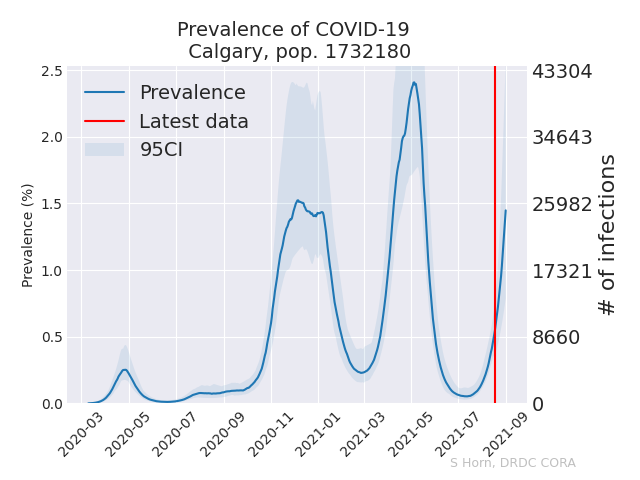 Prevalence of COVID-19
Calgary, pop. 1732180
Prevalence
Latest data
95CI
Prevalence (%)
2.5
2.0
1.5
1.0
0.5
0.0
43304
34643
25982
17321
8660
0
# of infections
2020-03
2020-05
2020-07
2020-09
2020-11
2021-01
2021-03
2021-05
2021-07
2021-09
S Horn, DRDC CORA